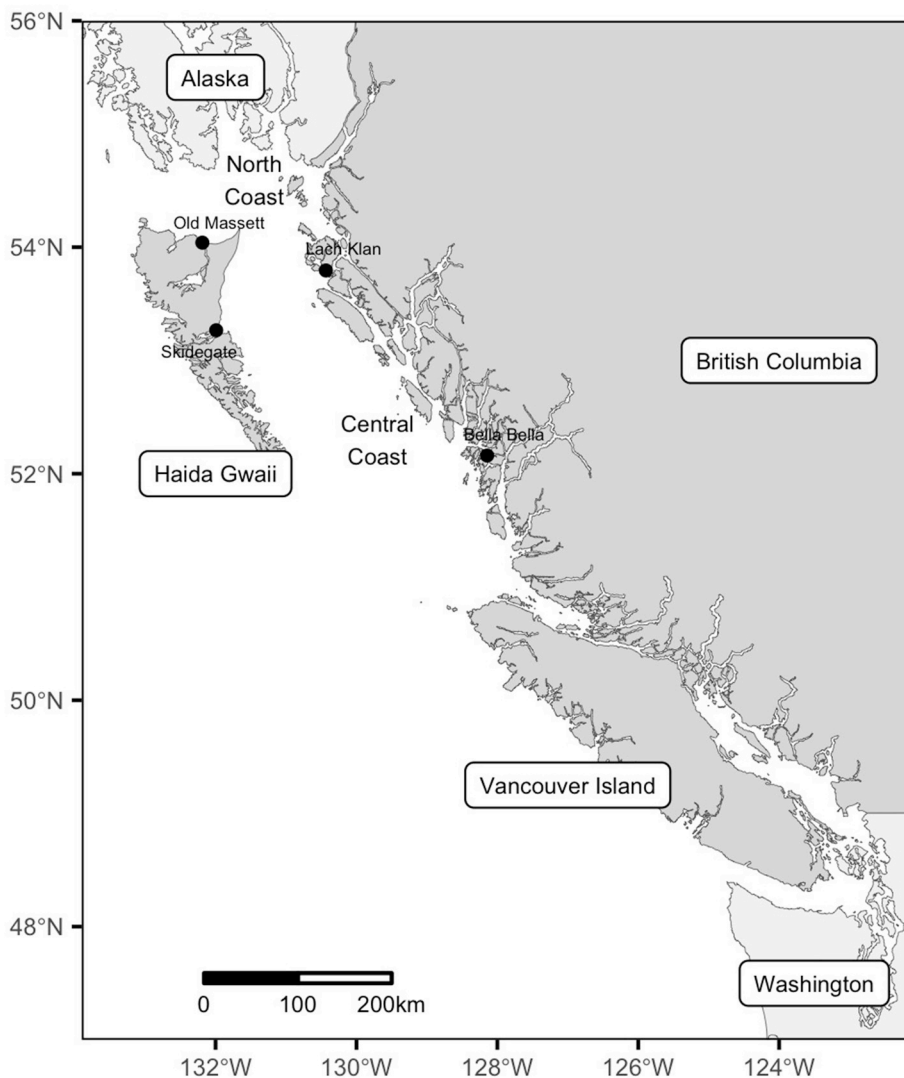 56°N
Alaska
North
Coast
Old Massett
54°N
Lach Klan
Skidegate
British Columbia
Central
Coast
Bella Bella
Haida Gwaii
52°N
50°N
Vancouver Island
48°N
Washington
0 100 200km
132°W 130°W 128°W 126°W 124°W